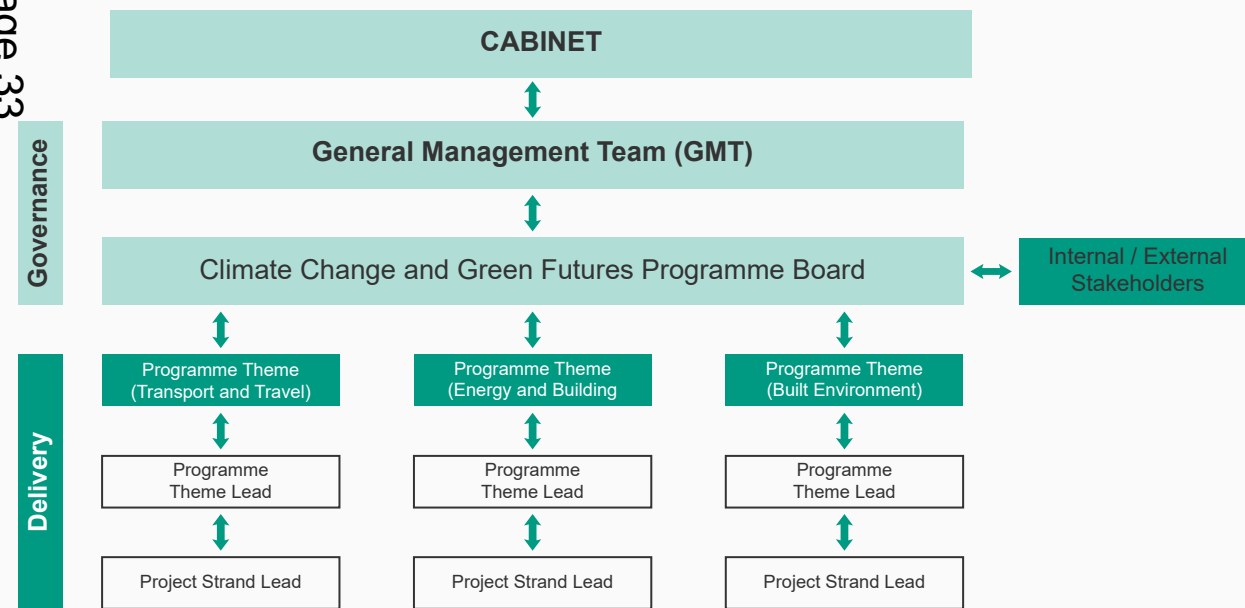 age 33
CABINET
Governance
General Management Team (GMT)
Climate Change and Green Futures Programme Board
Internal / External
Stakeholders
Delivery
Programme Theme
(Transport and Travel)
Programme Theme
(Energy and Building
Programme Theme
(Built Environment)
Programme
Theme Lead
Programme
Theme Lead
Programme
Theme Lead
Project Strand Lead
Project Strand Lead
Project Strand Lead